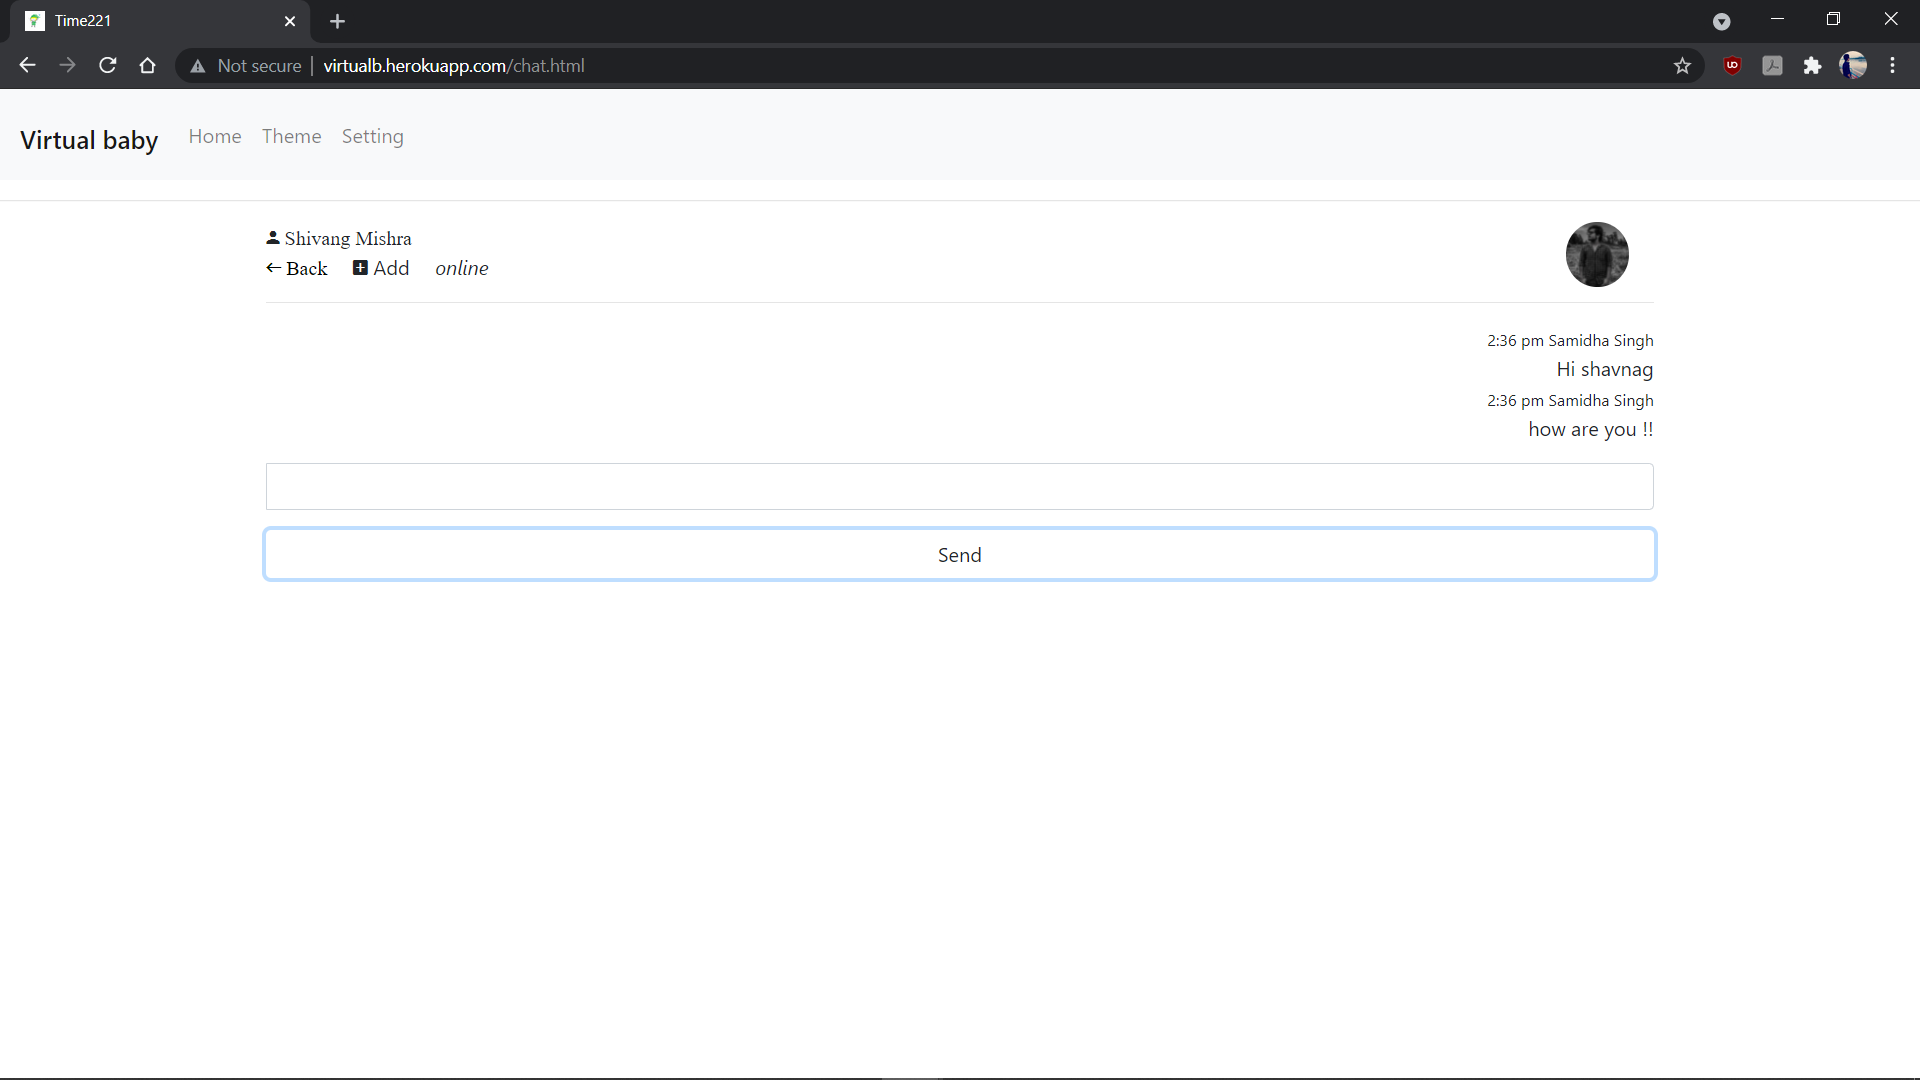 Time221
Not secure virtualb.herokuapp.com/chat.html
Virtual baby Home Theme Setting
Shivang Mishra
Back Add online
2:36 pm Samidha Singh
Hi shavnag
2:36 pm Samidha Singh
how are you !!
Send